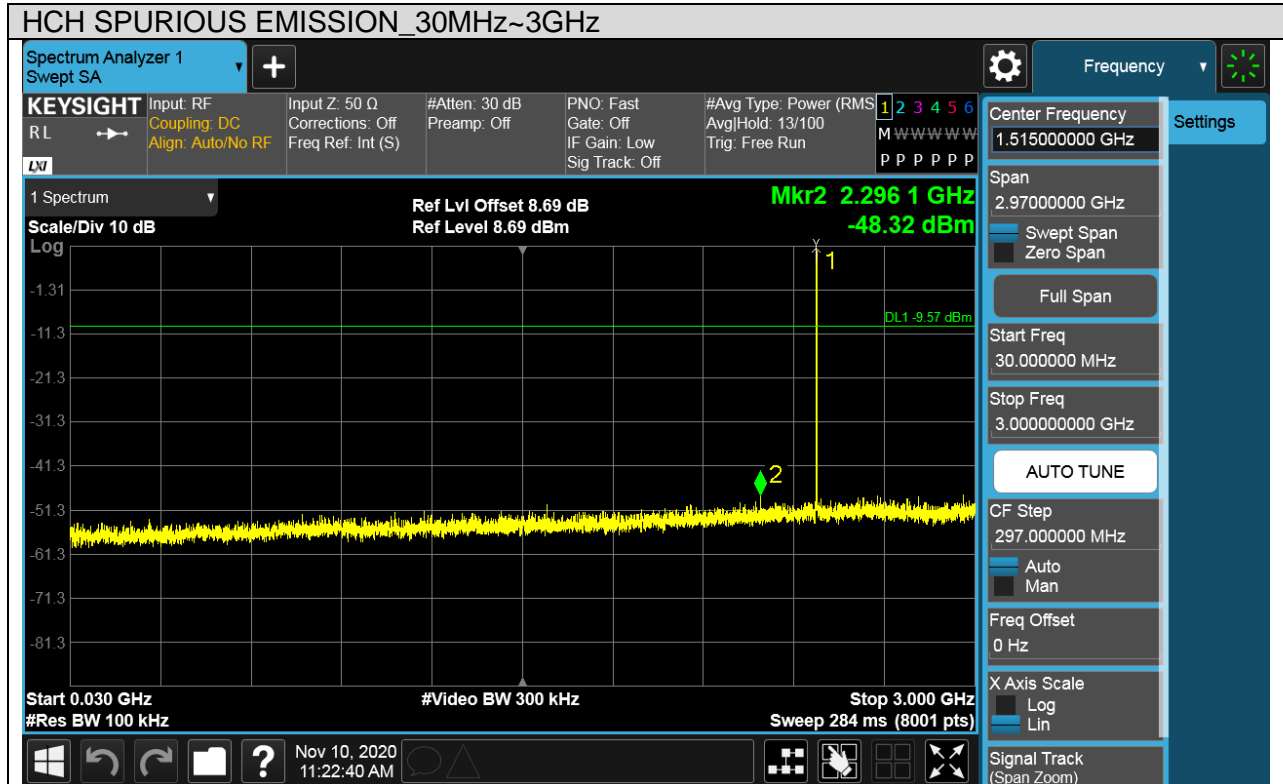 HCH SPURIOUS EMISSION_30MHz~3GHz
Spectrum Analyzer 1
Swept SA
Frequency
KEYSIGHT
RL
LXI
Input: RF
Coupling: DC
Align: Auto/No RF
Input Z: 50 Ω
Corrections: Off
Freq Ref: Int (S)
#Atten: 30 dB
Preamp: Off
PNO: Fast
Gate: Off
IF Gain: Low
Sig Track: Off
#Avg Type: Power (RMS
Avg|Hold: 13/100
Trig: Free Run
1 2 3 4 5 6
M W W W W W
P P P P P P
1 Spectrum
Scale/Div 10 dB
Ref Lvl Offset 8.69 dB
Ref Level 8.69 dBm
Mkr2 2.296 1 GHz
-48.32 dBm
Log
1
-1.31
DL1 -9.57 dBm
-11.3
-21.3
-31.3
-41.3
2
-51.3
-61.3
-71.3
-81.3
Start 0.030 GHz
#Video BW 300 kHz
Stop 3.000 GHz
#Res BW 100 kHz
Sweep 284 ms (8001 pts)
Nov 10, 2020
11:22:40 AM
Center Frequency
1.515000000 GHz
Settings
Span
2.97000000 GHz
Swept Span
Zero Span
Full Span
Start Freq
30.000000 MHz
Stop Freq
3.000000000 GHz
AUTO TUNE
CF Step
297.000000 MHz
Auto
Man
Freq Offset
0 Hz
X Axis Scale
Log
Lin
Signal Track
(Span Zoom)